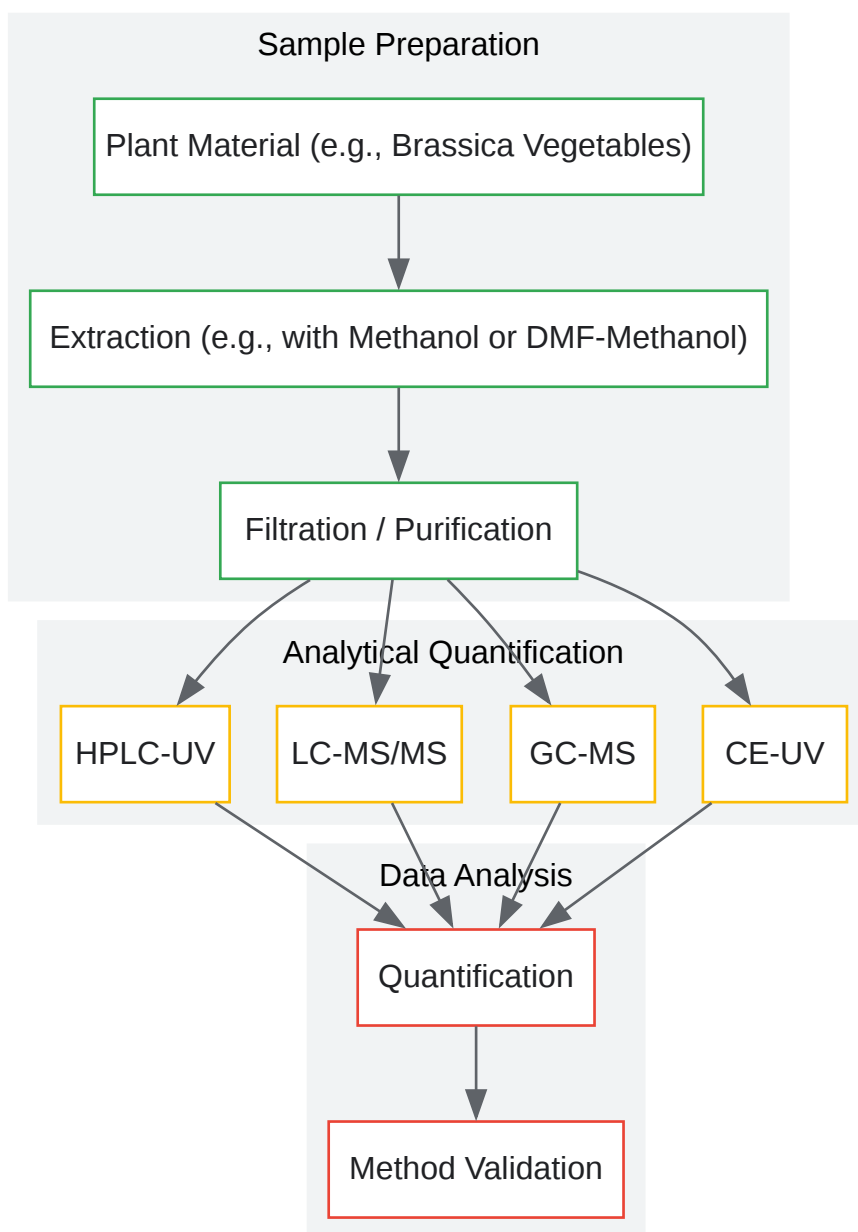 Sample Preparation
Plant Material (e.g., Brassica Vegetables)
Extraction (e.g., with Methanol or DMF-Methanol)
Filtration / Purification
Analytical Quantification
HPLC-UV
LC-MS/MS
GC-MS
CE-UV
Data Analysis
Quantification
Method Validation